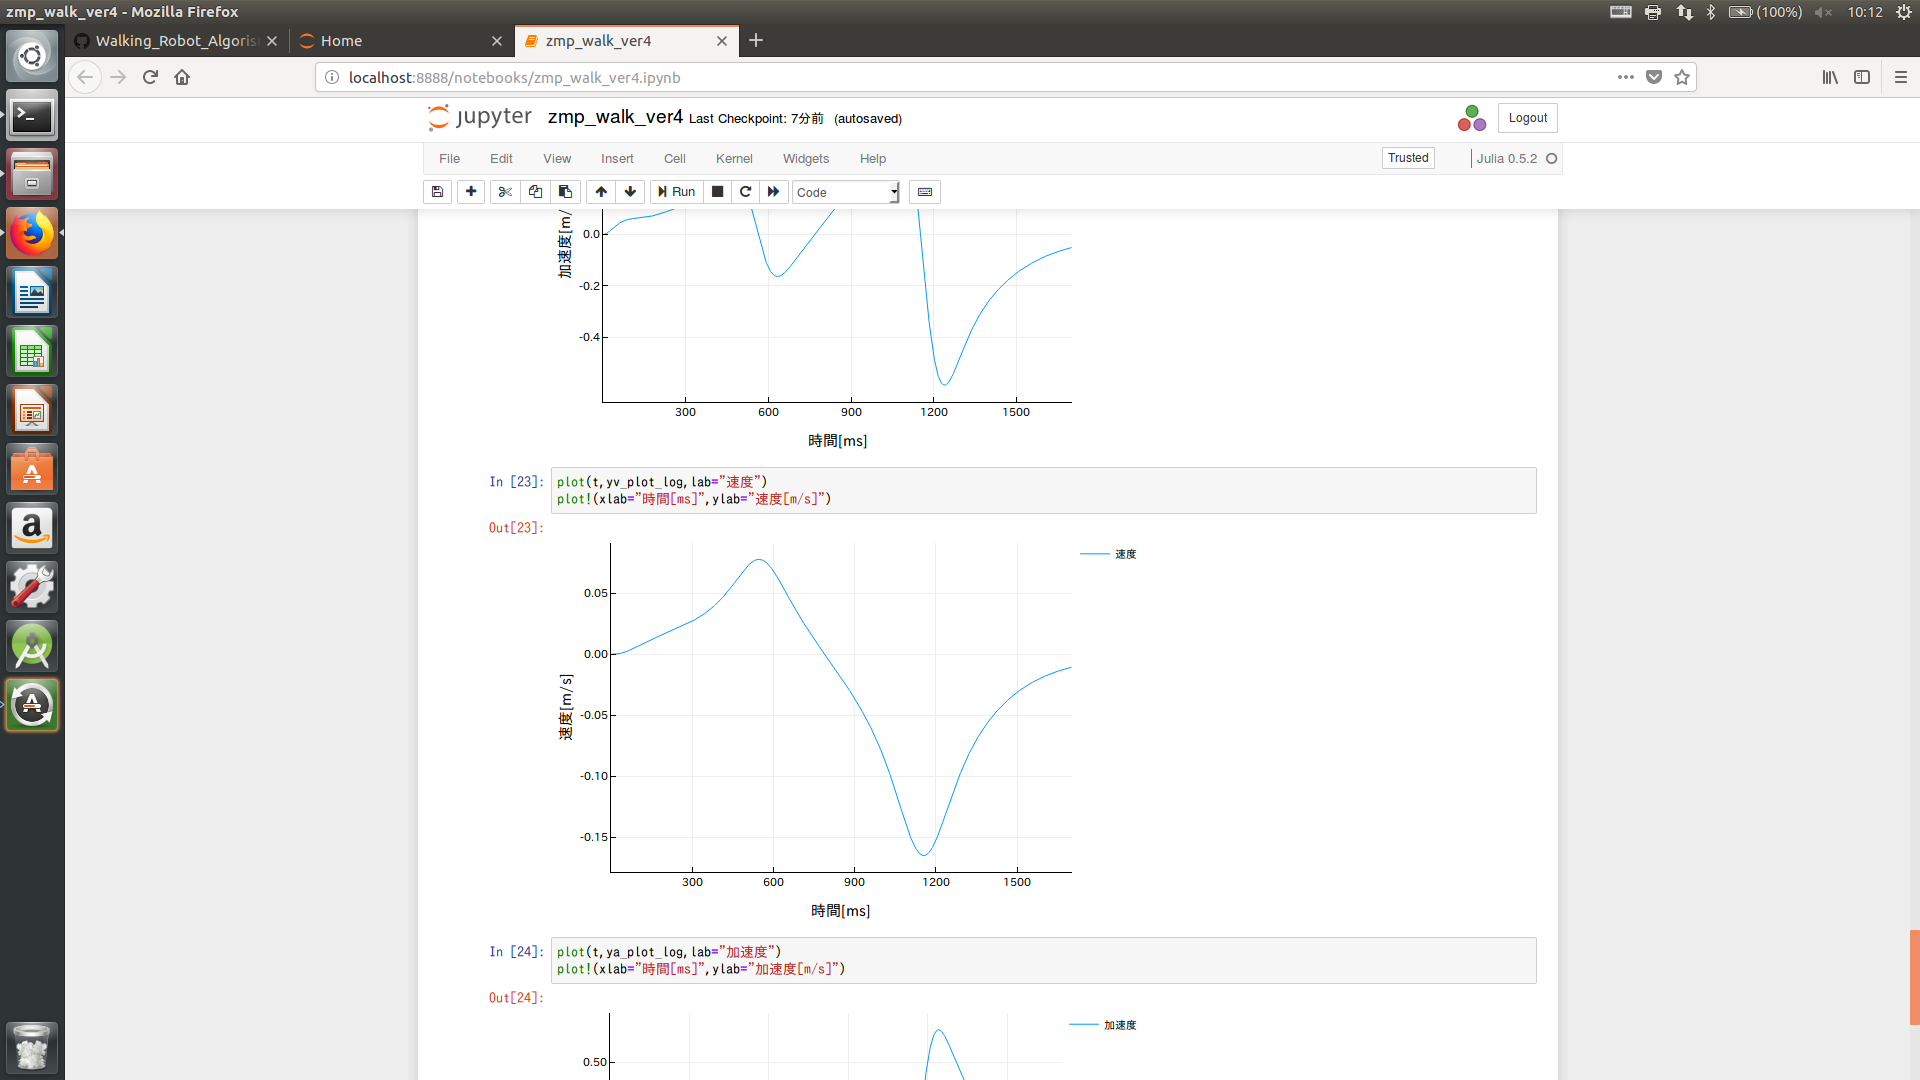 zmp_walk_ver4 - Mozilla Firefox
(100%)
10:12
Walking_Robot_Algoris
Home
zmp_walk_ver4
localhost:8888/notebooks/zmp_walk_ver4.ipynb
jupyter
zmp_walk_ver4 Last Checkpoint: 7分前 (autosaved)
Logout
File Edit View Insert Cell Kernel Widgets Help
Trusted
Julia 0.5.2
Run
Code
加速度[m/
0.0
-0.2
-0.4
300 600 900 1200 1500
時間[ms]
In [23]:
plot(t,yv_plot_log,lab="速度")
plot!(xlab="時間[ms]",ylab="速度[m/s]")
Out[23]:
速度
0.05
0.00
-0.05
-0.10
-0.15
速度[m/s]
300 600 900 1200 1500
時間[ms]
In [24]:
plot(t,ya_plot_log,lab="加速度")
plot!(xlab="時間[ms]",ylab="加速度[m/s]")
Out[24]:
加速度
0.50